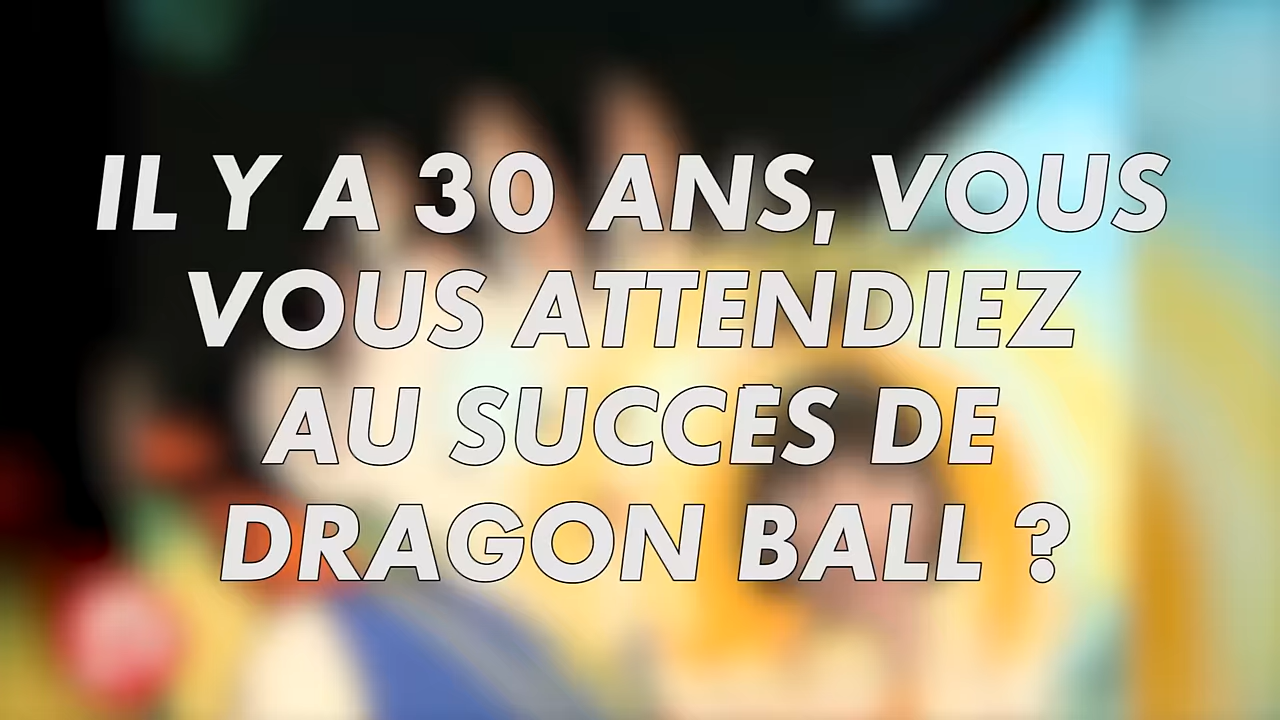 IL Y A 30 ANS, VOUS
VOUS ATTENDIEZ
AU SUCCÈS DE
DRAGON BALL ?